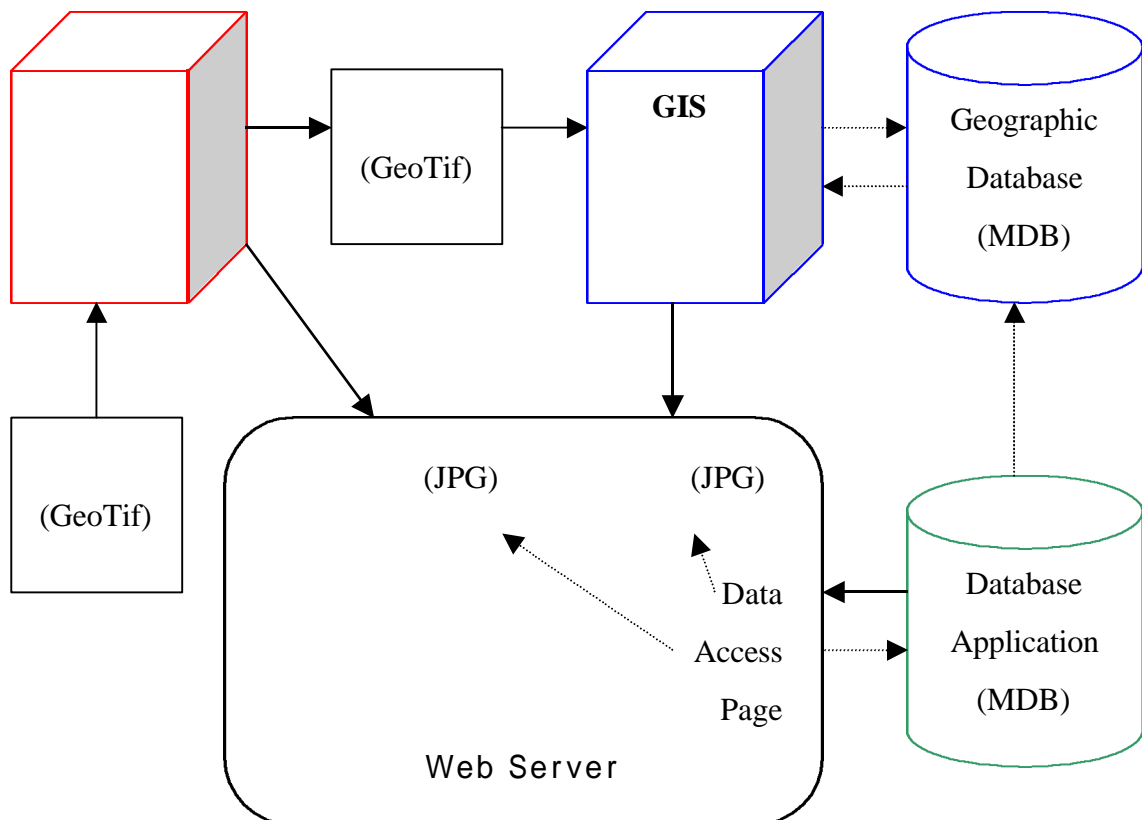 GIS
(GeoTif)
Geographic
Database
(MDB)
(GeoTif)
(JPG)
(JPG)
Data
Access
Page
Web Server
Database
Application
(MDB)